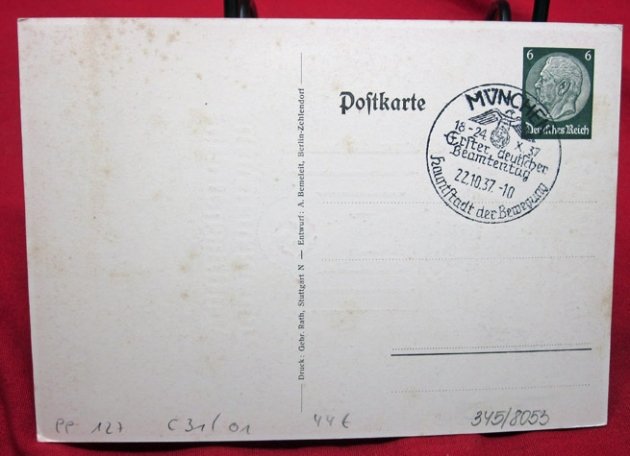 6 6
Deutsches Reich
Postkarte
MÜNCHEN
16-24. X. 37
Erster deutscher
Beamtentag
22.10.37.-10
Hauptstadt der Bewegung
Druck: Gebr. Rath, Stuttgart N — Entwurf: A. Bemeleit, Berlin-Zehlendorf
PP 127 C31/01 44€ 345/8053